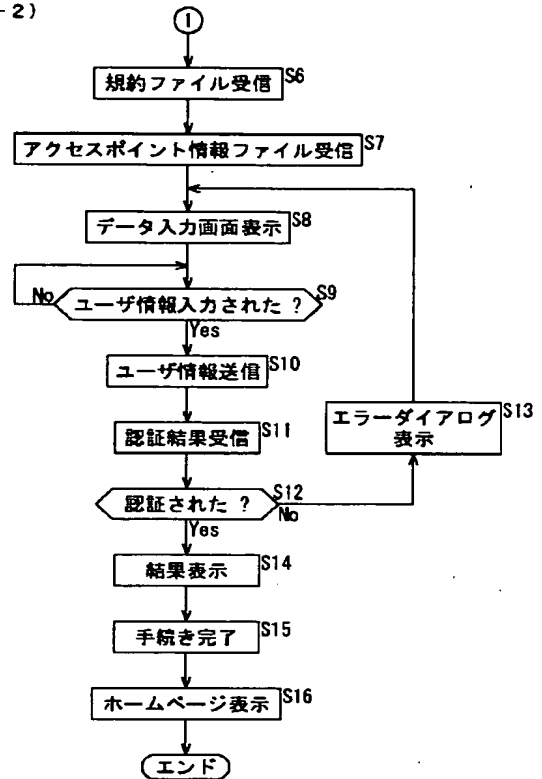 -2)
1
規約ファイル受信 S6
アクセスポイント情報ファイル受信 S7
データ入力画面表示 S8
No ユーザ情報入力された ? S9
Yes
ユーザ情報送信 S10
認証結果受信 S11
エラーダイアログ S13
表示
認証された ? S12
No
Yes
結果表示 S14
手続き完了 S15
ホームページ表示 S16
エンド